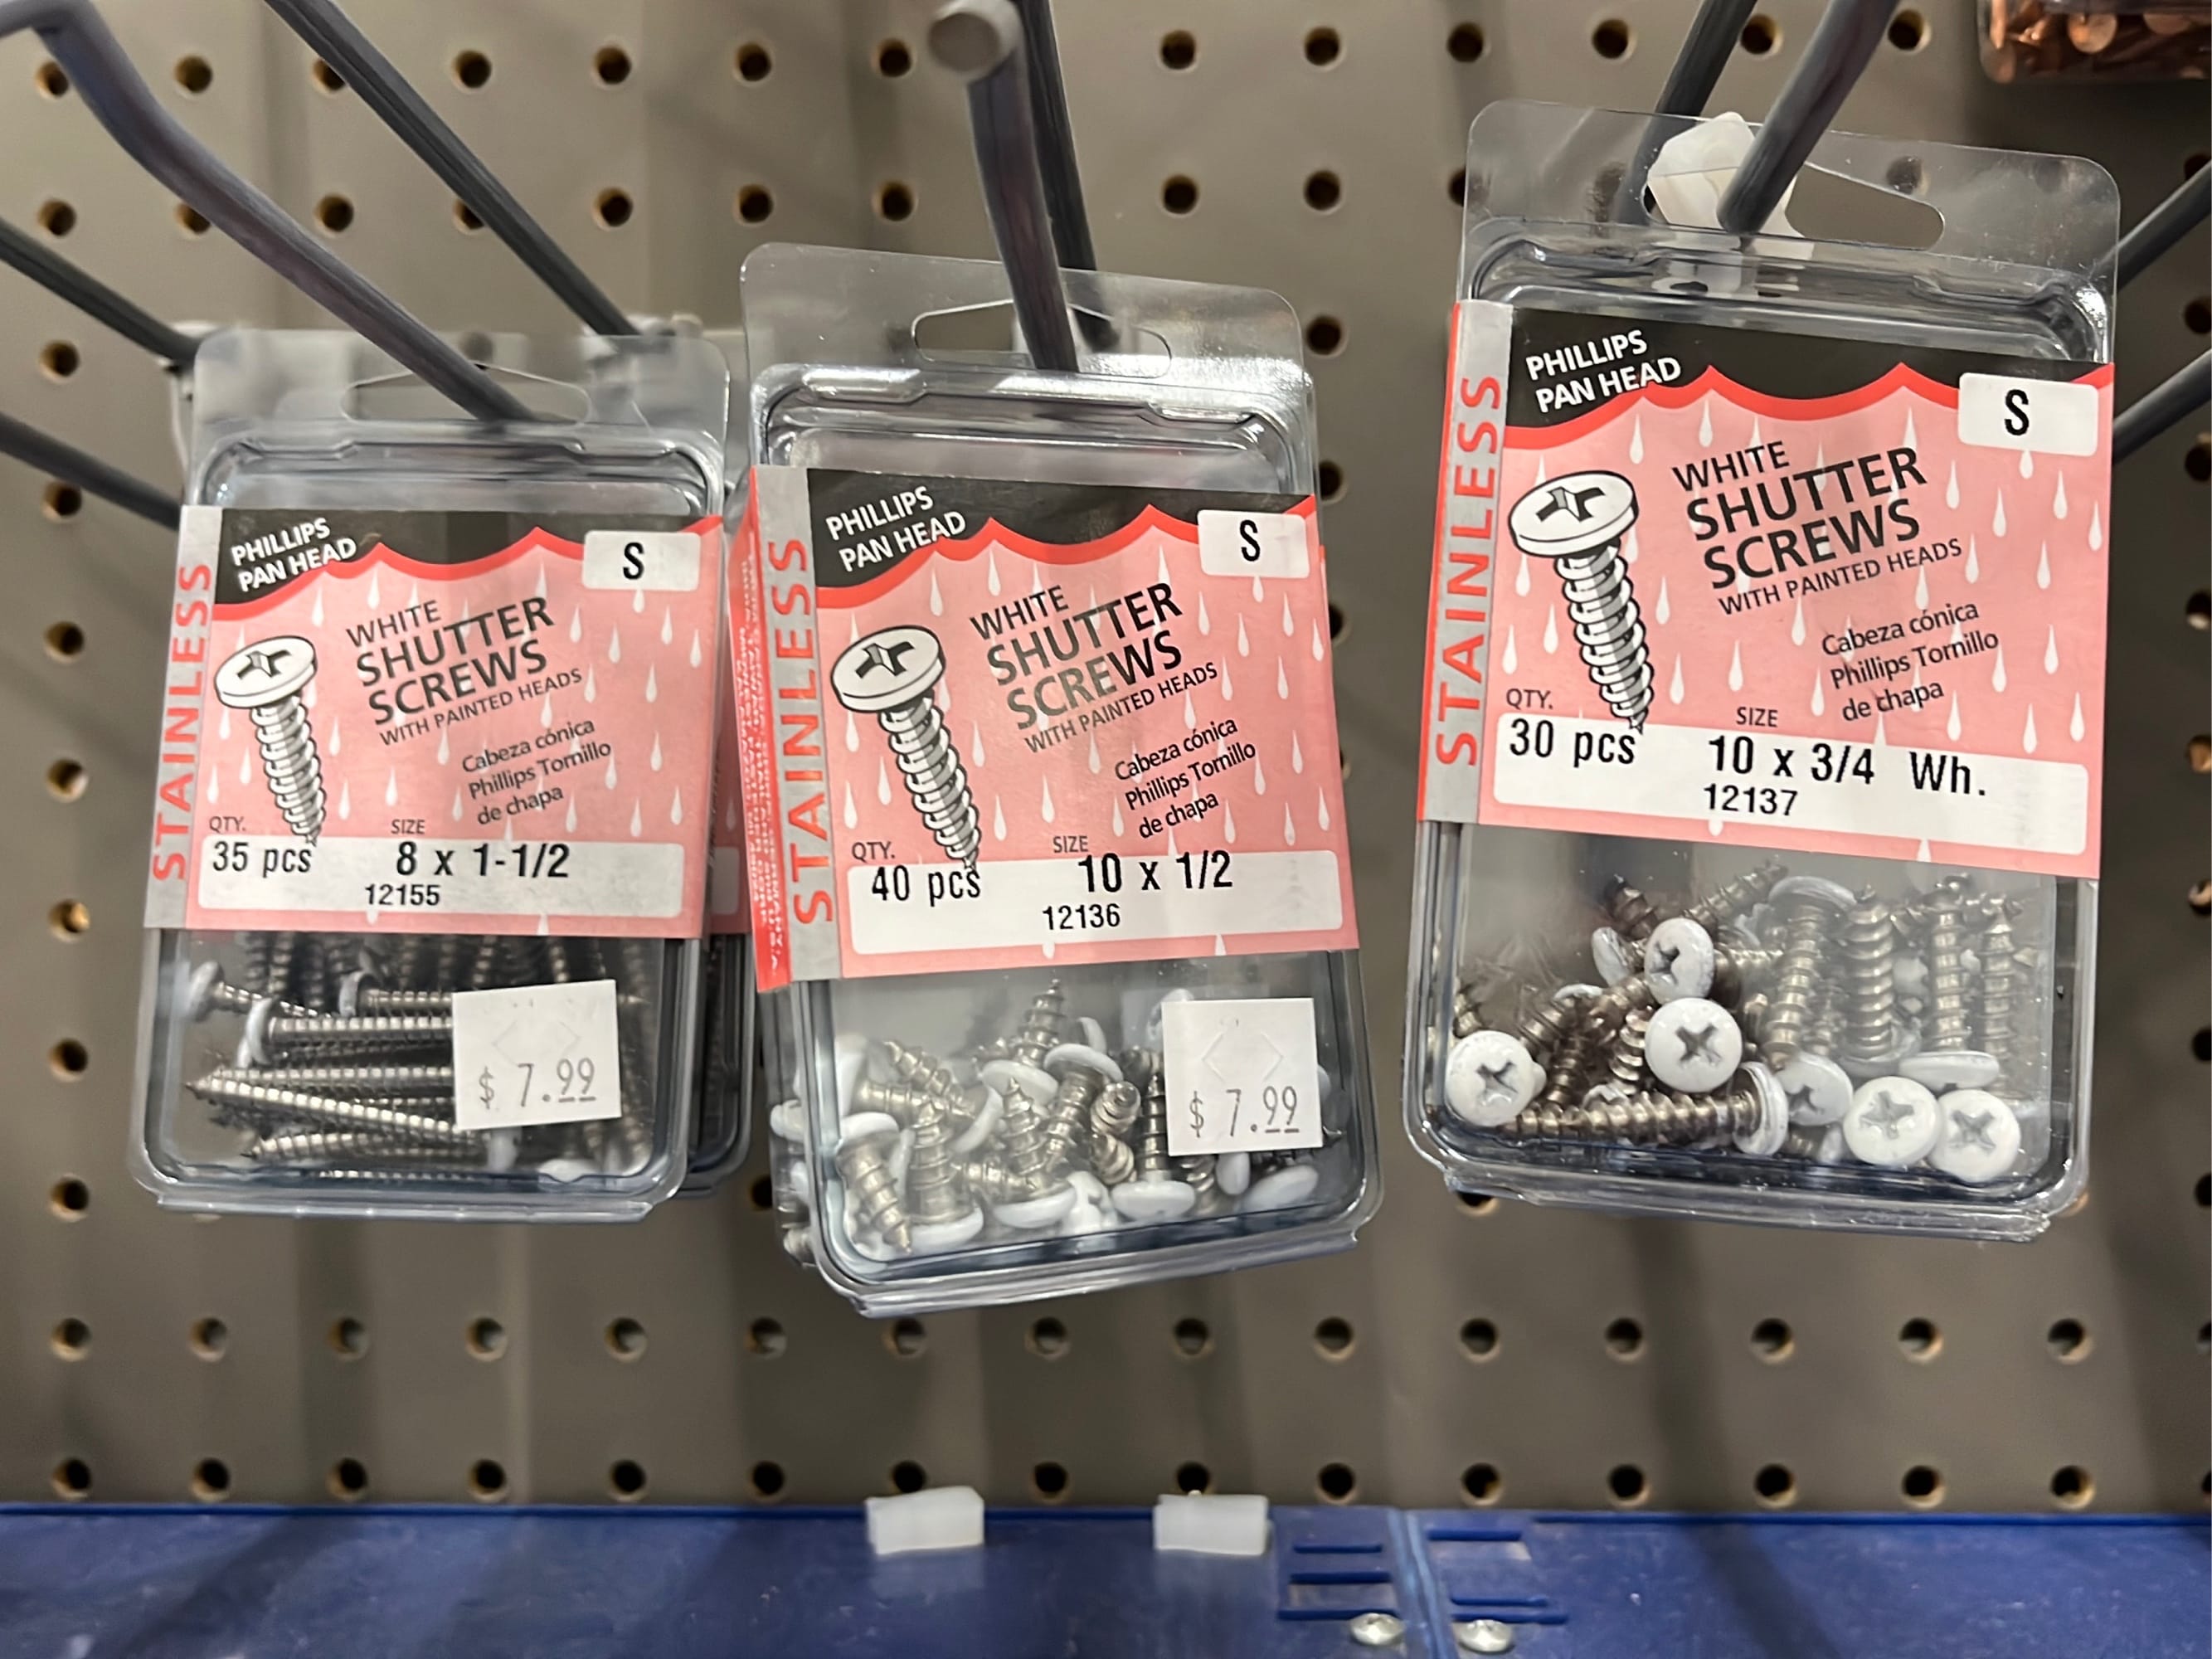 STAINLESS
PHILLIPS
PAN HEAD
S
WHITE
SHUTTER
SCREWS
WITH PAINTED HEADS
Cabeza cónica
Phillips Tornillo
de chapa
QTY.
SIZE
35 pcs 8 x 1-1/2
12155
$ 7.99
STAINLESS
PHILLIPS
PAN HEAD
S
WHITE
SHUTTER
SCREWS
WITH PAINTED HEADS
Cabeza cónica
Phillips Tornillo
de chapa
QTY.
SIZE
40 pcs 10 x 1/2
12136
$ 7.99
STAINLESS
PHILLIPS
PAN HEAD
S
WHITE
SHUTTER
SCREWS
WITH PAINTED HEADS
Cabeza cónica
Phillips Tornillo
de chapa
QTY.
SIZE
30 pcs 10 x 3/4 Wh.
12137